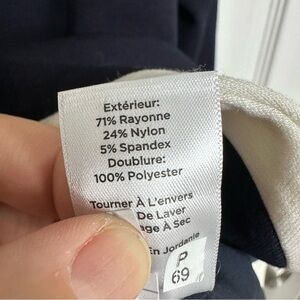 Extérieur:
71% Rayonne
24% Nylon
5% Spandex
Doublure:
100% Polyester
Tourner À L'envers
De Laver
À Sec
En Jordanie
P
69